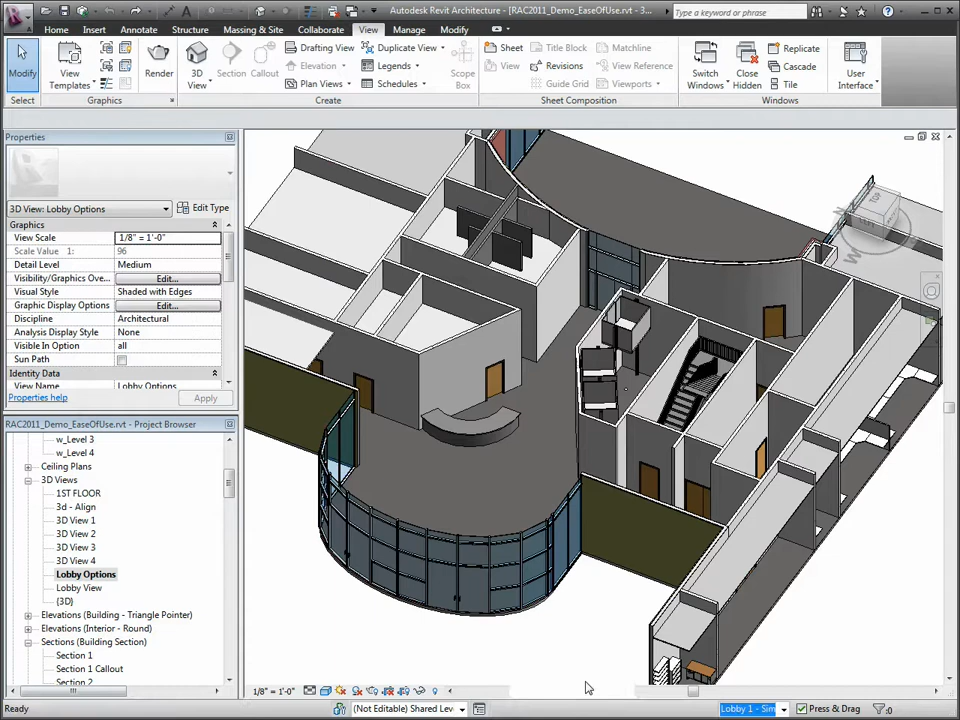 Autodesk Revit Architecture - [RAC2011_Demo_EaseOfUse.rvt - 3...
Type a keyword or phrase
Home Insert Annotate Structure Massing & Site Collaborate View Manage Modify
Modify
View Templates
Render
3D View
Section
Callout
Drafting View
Elevation
Plan Views
Duplicate View
Legends
Schedules
Scope Box
Sheet
View
Title Block
Revisions
Guide Grid
Matchline
View Reference
Viewports
Switch Windows
Close Hidden
Replicate
Cascade
Tile
User Interface
Select Graphics Create Sheet Composition Windows
Properties
3D View: Lobby Options Edit Type
Graphics
View Scale 1/8" = 1'-0"
Scale Value 1: 96
Detail Level Medium
Visibility/Graphics Ove... Edit...
Visual Style Shaded with Edges
Graphic Display Options Edit...
Discipline Architectural
Analysis Display Style None
Visible In Option all
Sun Path
Identity Data
View Name Lobby Options
Properties help Apply
RAC2011_Demo_EaseOfUse.rvt - Project Browser
w_Level 3
w_Level 4
Ceiling Plans
3D Views
1ST FLOOR
3d - Align
3D View 1
3D View 2
3D View 3
3D View 4
Lobby Options
Lobby View
{3D}
Elevations (Building - Triangle Pointer)
Elevations (Interior - Round)
Sections (Building Section)
Section 1
Section 1 Callout
Section 2
TOP
W
1/8" = 1'-0"
Ready (Not Editable) Shared Leve Lobby 1 - Sim Press & Drag :0